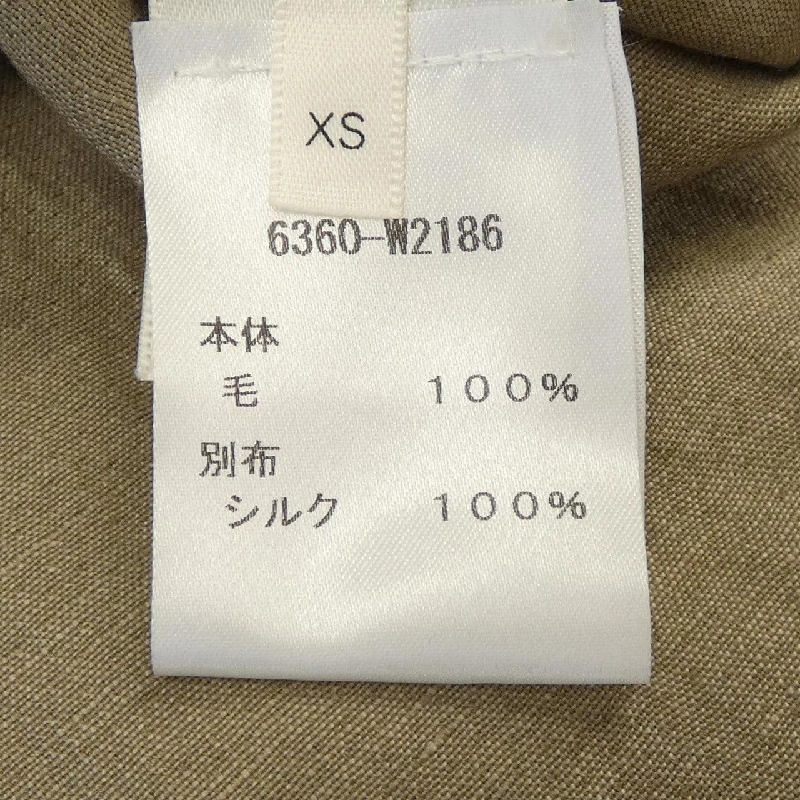 XS
6360-W2186
本体
毛 １００％
別布
シルク １００％